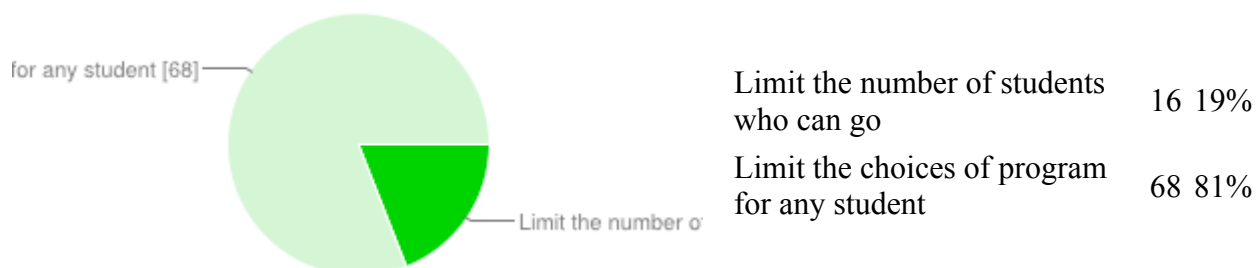 for any student [68]
Limit the number o
Limit the number of students
who can go
16 19%
Limit the choices of program
for any student
68 81%